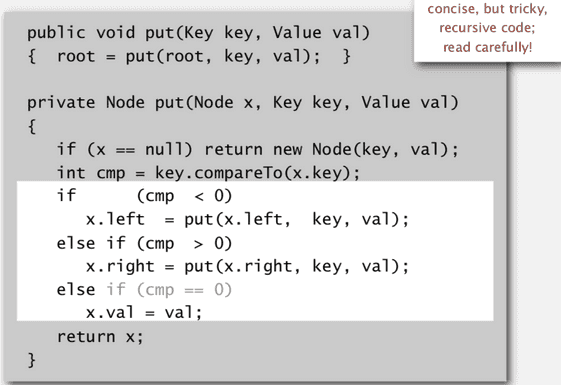 concise, but tricky,
recursive code;
read carefully!
public void put(Key key, Value val)
{  root = put(root, key, val);  }
private Node put(Node x, Key key, Value val)
{
   if (x == null) return new Node(key, val);
   int cmp = key.compareTo(x.key);
   if      (cmp  < 0)
      x.left  = put(x.left,  key, val);
   else if (cmp  > 0)
      x.right = put(x.right, key, val);
   else if (cmp == 0)
      x.val = val;
   return x;
}